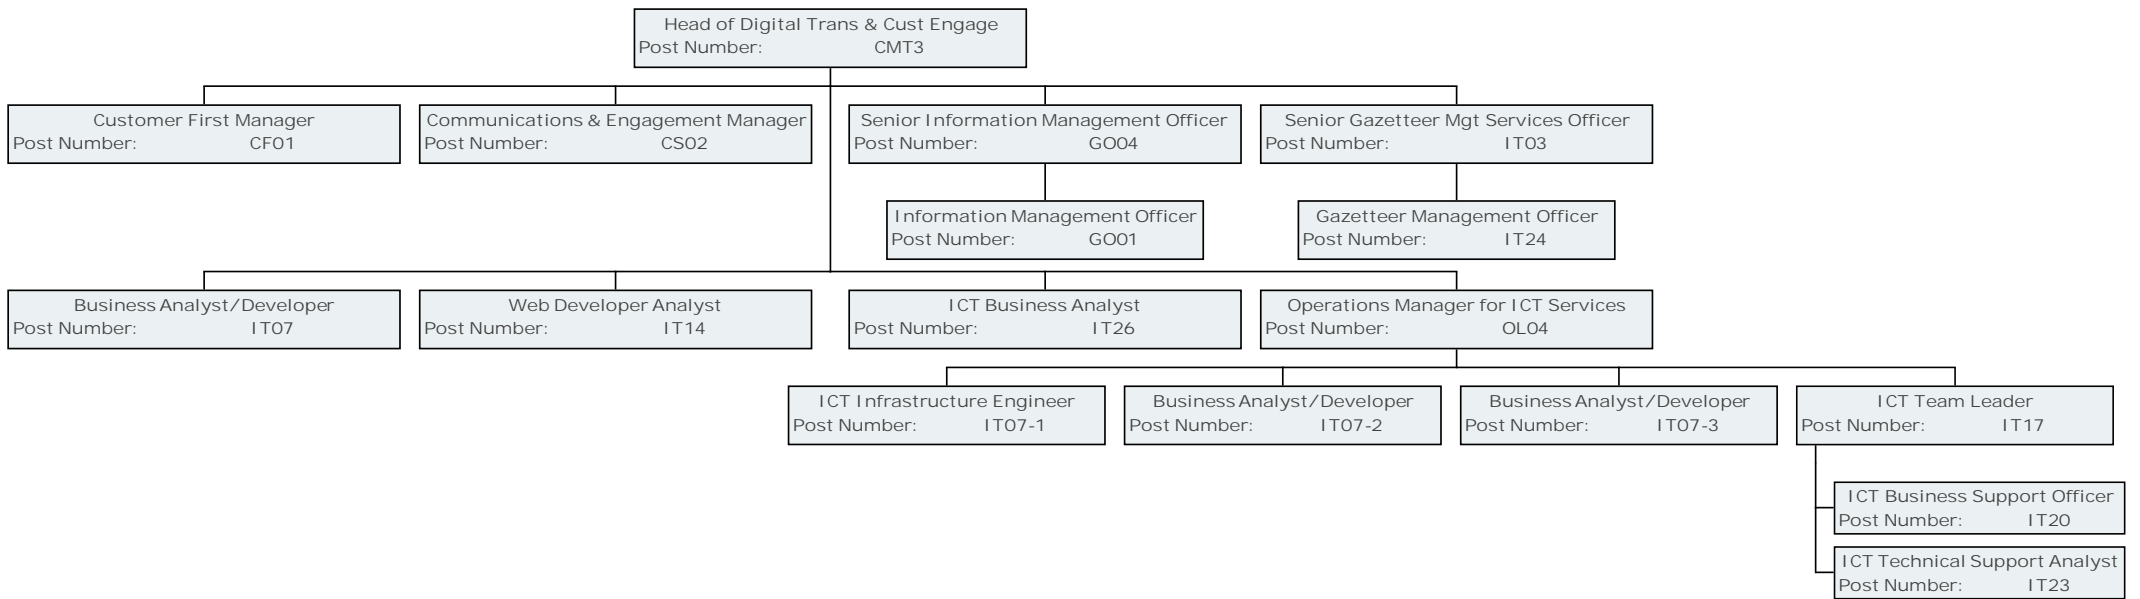 Head of Digital Trans & Cust Engage
Post Number: CMT3
Customer First Manager
Post Number: CF01
Communications & Engagement Manager
Post Number: CS02
Senior Information Management Officer
Post Number: GO04
Senior Gazetteer Mgt Services Officer
Post Number: IT03
Information Management Officer
Post Number: GO01
Gazetteer Management Officer
Post Number: IT24
Business Analyst/Developer
Post Number: IT07
Web Developer Analyst
Post Number: IT14
ICT Business Analyst
Post Number: IT26
Operations Manager for ICT Services
Post Number: OL04
ICT Infrastructure Engineer
Post Number: IT07-1
Business Analyst/Developer
Post Number: IT07-2
Business Analyst/Developer
Post Number: IT07-3
ICT Team Leader
Post Number: IT17
ICT Business Support Officer
Post Number: IT20
ICT Technical Support Analyst
Post Number: IT23